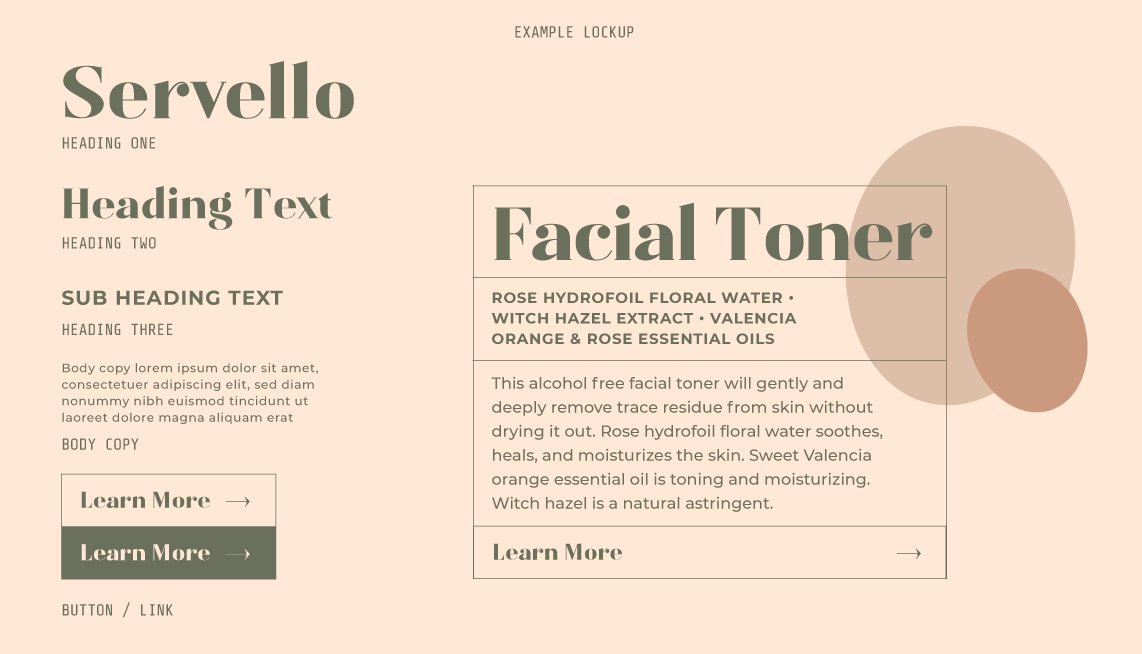 EXAMPLE LOCKUP
Servello
HEADING ONE
Heading Text
HEADING TWO
SUB HEADING TEXT
HEADING THREE
Body copy lorem ipsum dolor sit amet,
consectetuer adipiscing elit, sed diam
nonummy nibh euismod tincidunt ut
laoreet dolore magna aliquam erat
BODY COPY
Learn More →
Learn More →
BUTTON / LINK
Facial Toner
ROSE HYDROFOIL FLORAL WATER •
WITCH HAZEL EXTRACT • VALENCIA
ORANGE & ROSE ESSENTIAL OILS
This alcohol free facial toner will gently and
deeply remove trace residue from skin without
drying it out. Rose hydrofoil floral water soothes,
heals, and moisturizes the skin. Sweet Valencia
orange essential oil is toning and moisturizing.
Witch hazel is a natural astringent.
Learn More →